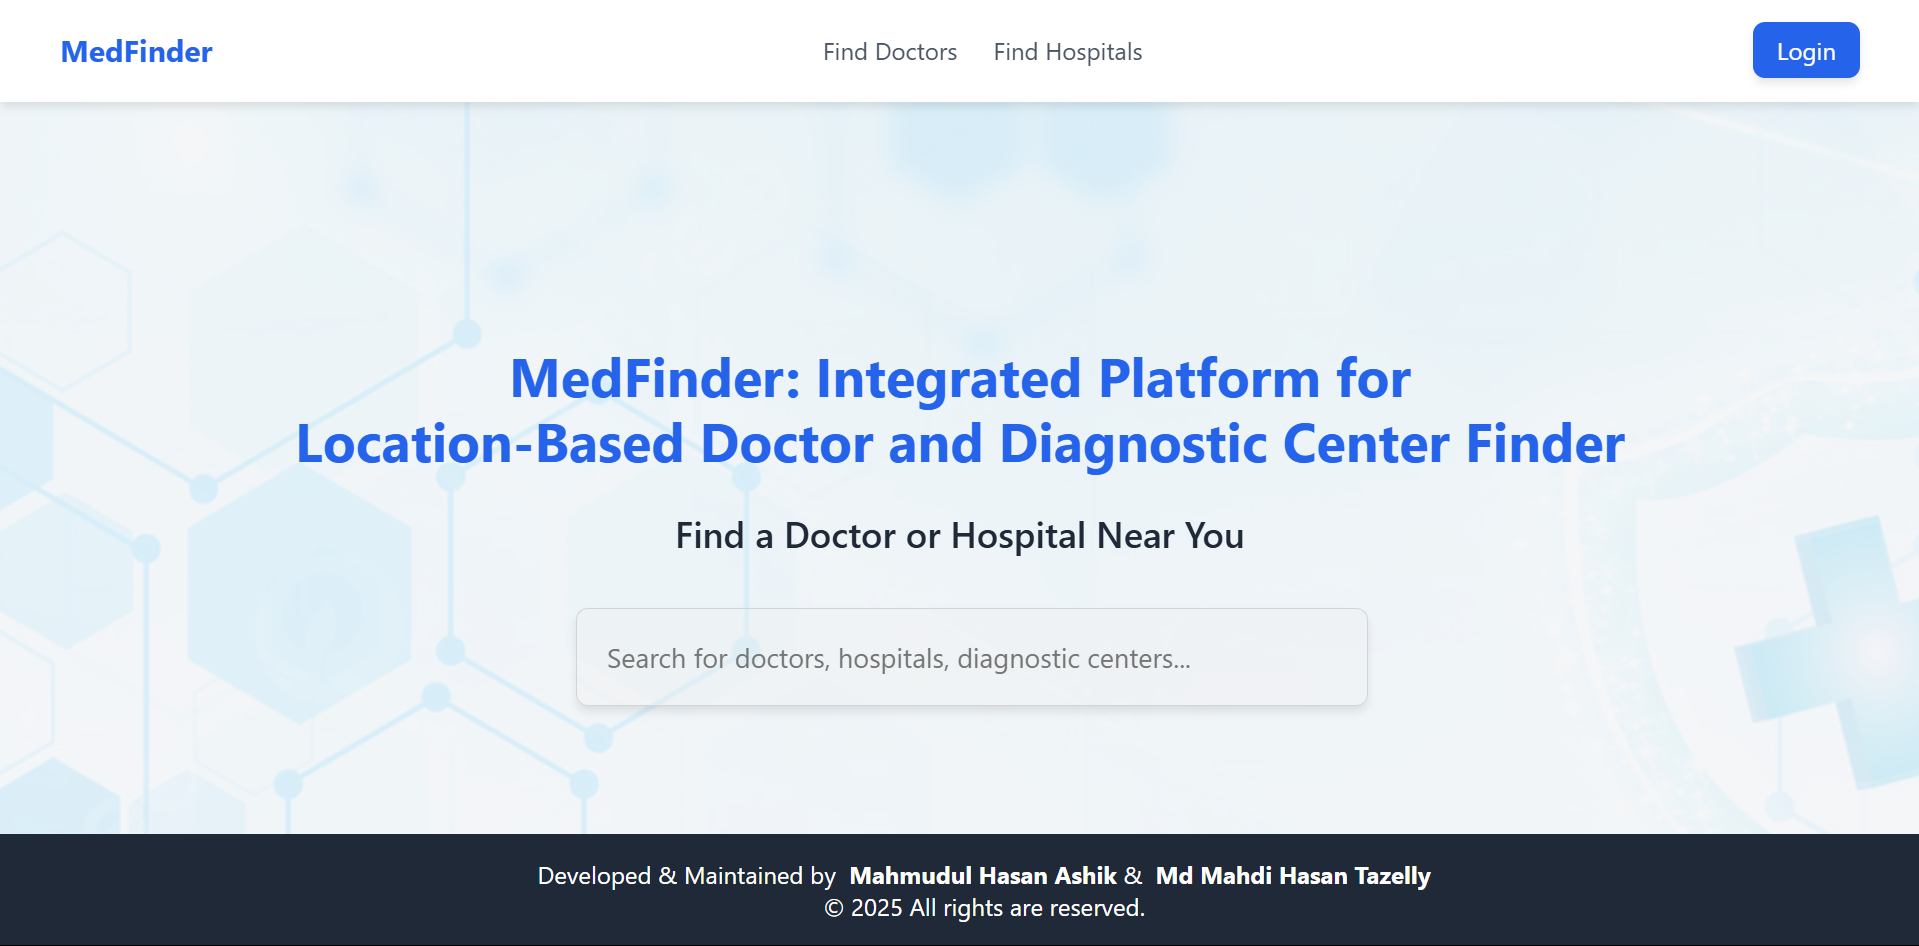 MedFinder
Find Doctors
Find Hospitals
Login
MedFinder: Integrated Platform for
Location-Based Doctor and Diagnostic Center Finder
Find a Doctor or Hospital Near You
Search for doctors, hospitals, diagnostic centers...
Developed & Maintained by Mahmudul Hasan Ashik & Md Mahdi Hasan Tazelly
© 2025 All rights are reserved.